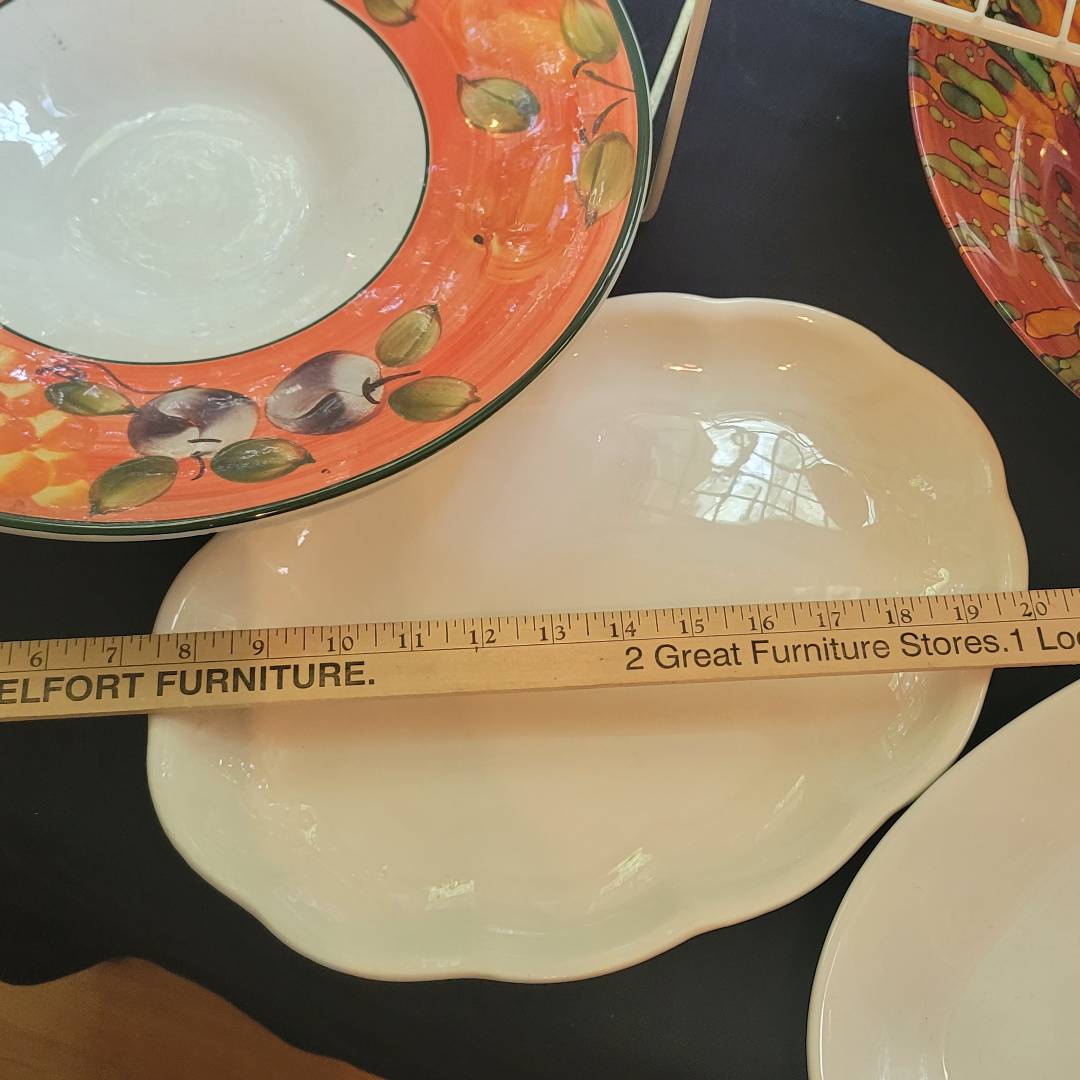 6 7 8 9 10 11 12 13 14 15 16 17 18 19 20
ELFORT FURNITURE. 2 Great Furniture Stores.1 Loc